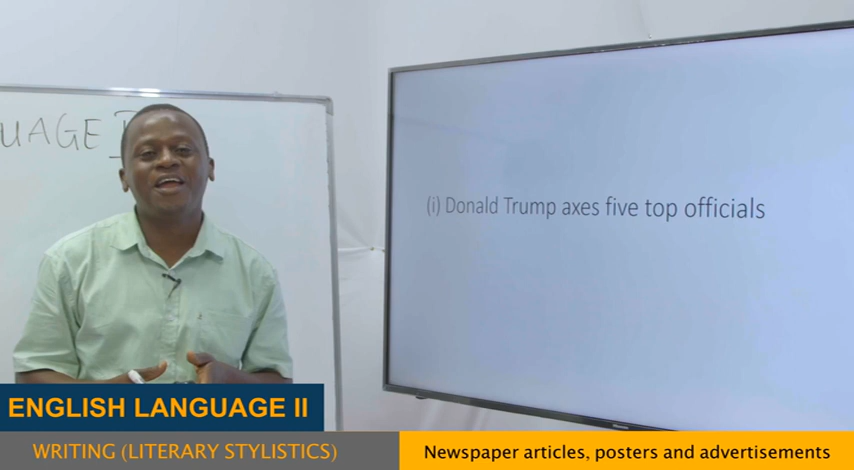 UAGE
(i) Donald Trump axes five top officials
ENGLISH LANGUAGE II
WRITING (LITERARY STYLISTICS)
Newspaper articles, posters and advertisements